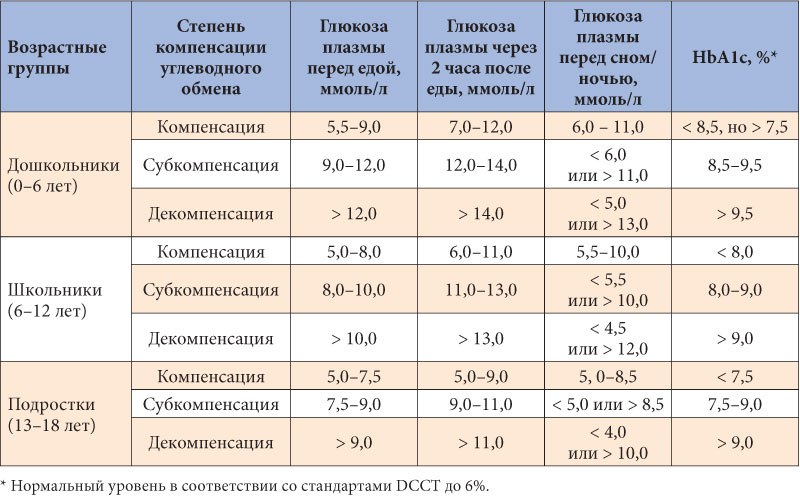 Возрастные группы | Степень компенсации углеводного обмена | Глюкоза плазмы перед едой, ммоль/л | Глюкоза плазмы через 2 часа после еды, ммоль/л | Глюкоза плазмы перед сном/ночью, ммоль/л | HbA1c, %*
Дошкольники (0–6 лет) | Компенсация | 5,5–9,0 | 7,0–12,0 | 6,0 – 11,0 | < 8,5, но > 7,5
Субкомпенсация | 9,0–12,0 | 12,0–14,0 | < 6,0 или > 11,0 | 8,5–9,5
Декомпенсация | > 12,0 | > 14,0 | < 5,0 или > 13,0 | > 9,5
Школьники (6–12 лет) | Компенсация | 5,0–8,0 | 6,0–11,0 | 5,5–10,0 | < 8,0
Субкомпенсация | 8,0–10,0 | 11,0–13,0 | < 5,5 или > 10,0 | 8,0–9,0
Декомпенсация | > 10,0 | > 13,0 | < 4,5 или > 12,0 | > 9,0
Подростки (13–18 лет) | Компенсация | 5,0–7,5 | 5,0–9,0 | 5, 0–8,5 | < 7,5
Субкомпенсация | 7,5–9,0 | 9,0–11,0 | < 5,0 или > 8,5 | 7,5–9,0
Декомпенсация | > 9,0 | > 11,0 | < 4,0 или > 10,0 | > 9,0
* Нормальный уровень в соответствии со стандартами DCCT до 6%.